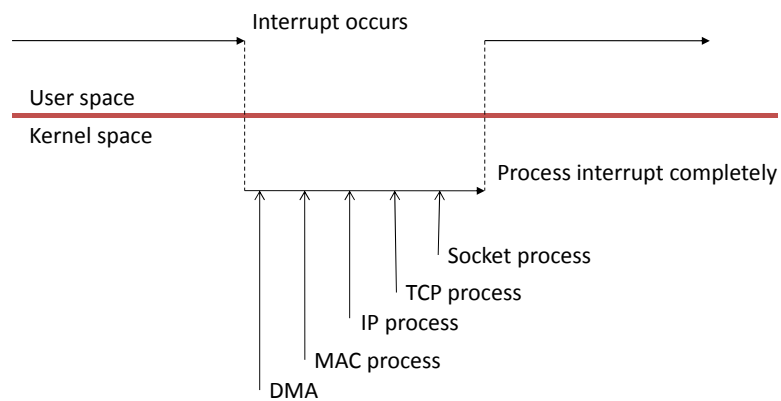 Interrupt occurs
User space
Kernel space
Process interrupt completely
Socket process
TCP process
IP process
MAC process
DMA